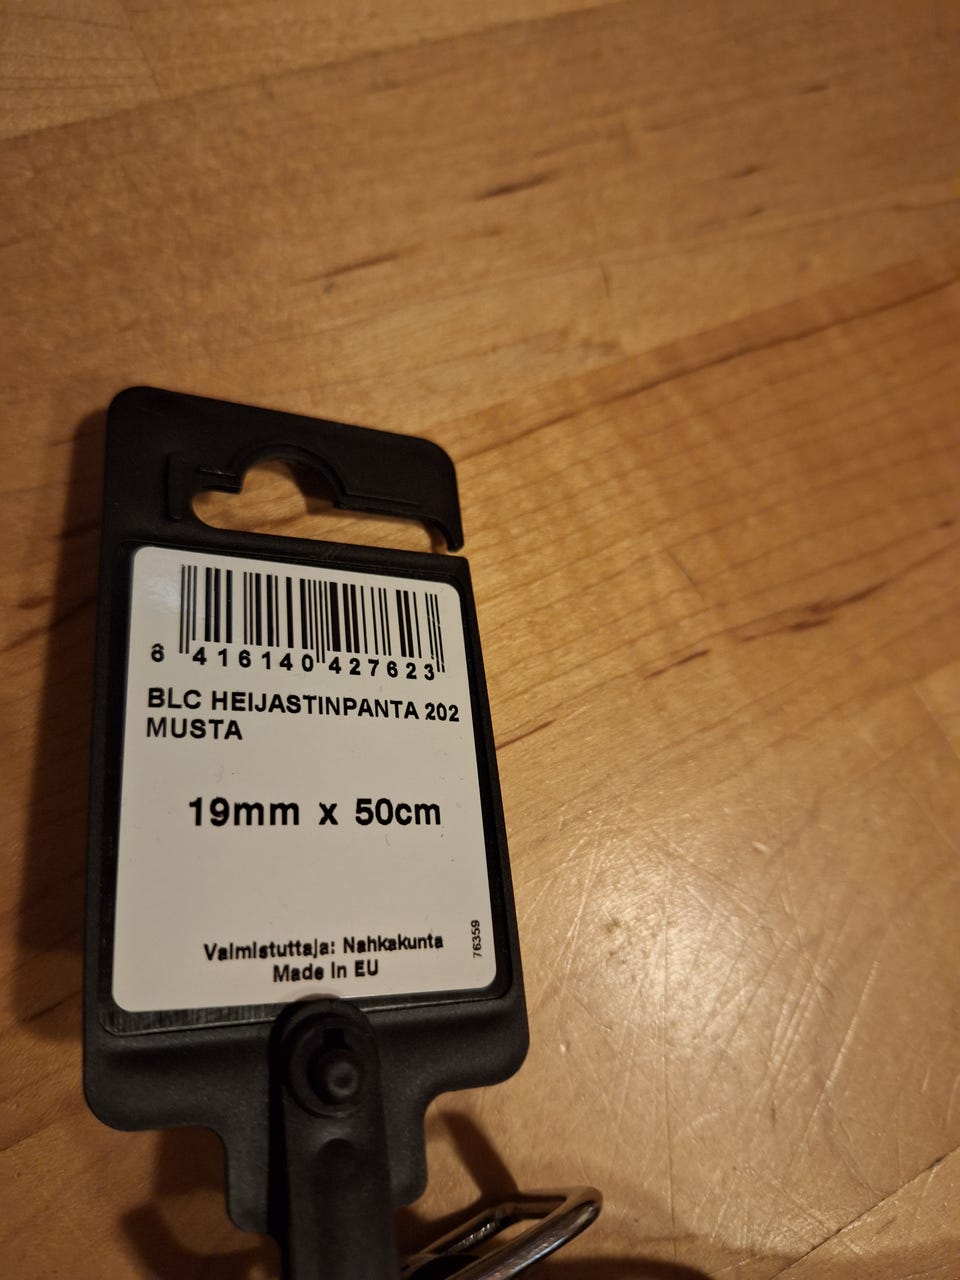 6 416140 427623
BLC HEIJASTINPANTA 202
MUSTA
19mm x 50cm
Valmistuttaja: Nahkakunta
Made in EU
76359